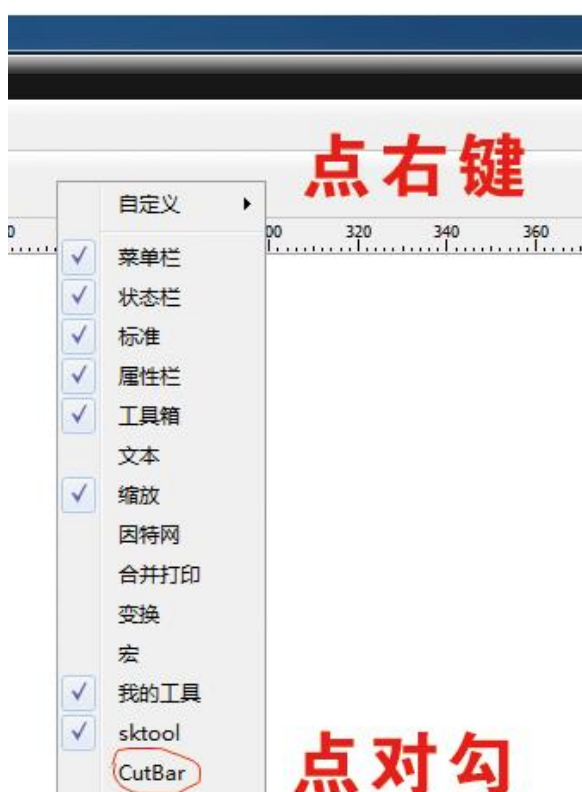 点右键
自定义
0
00 320 340 360
菜单栏
状态栏
标准
属性栏
工具箱
文本
缩放
因特网
合并打印
变换
宏
我的工具
sktool
CutBar
点对勾